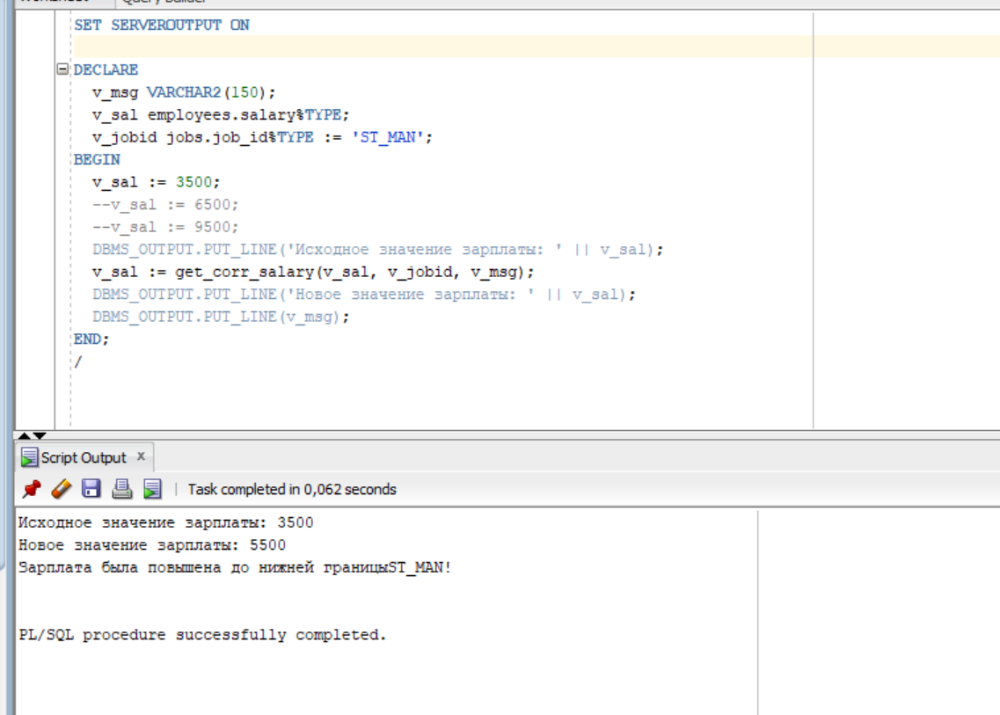 SET SERVEROUTPUT ON
DECLARE
v_msg VARCHAR2(150);
v_sal employees.salary%TYPE;
v_jobid jobs.job_id%TYPE := 'ST_MAN';
BEGIN
v_sal := 3500;
--v_sal := 6500;
--v_sal := 9500;
DBMS_OUTPUT.PUT_LINE('Исходное значение зарплаты: ' || v_sal);
v_sal := get_corr_salary(v_sal, v_jobid, v_msg);
DBMS_OUTPUT.PUT_LINE('Новое значение зарплаты: ' || v_sal);
DBMS_OUTPUT.PUT_LINE(v_msg);
END;
/
Script Output x
Task completed in 0,062 seconds
Исходное значение зарплаты: 3500
Новое значение зарплаты: 5500
Зарплата была повышена до нижней границыST_MAN!
PL/SQL procedure successfully completed.